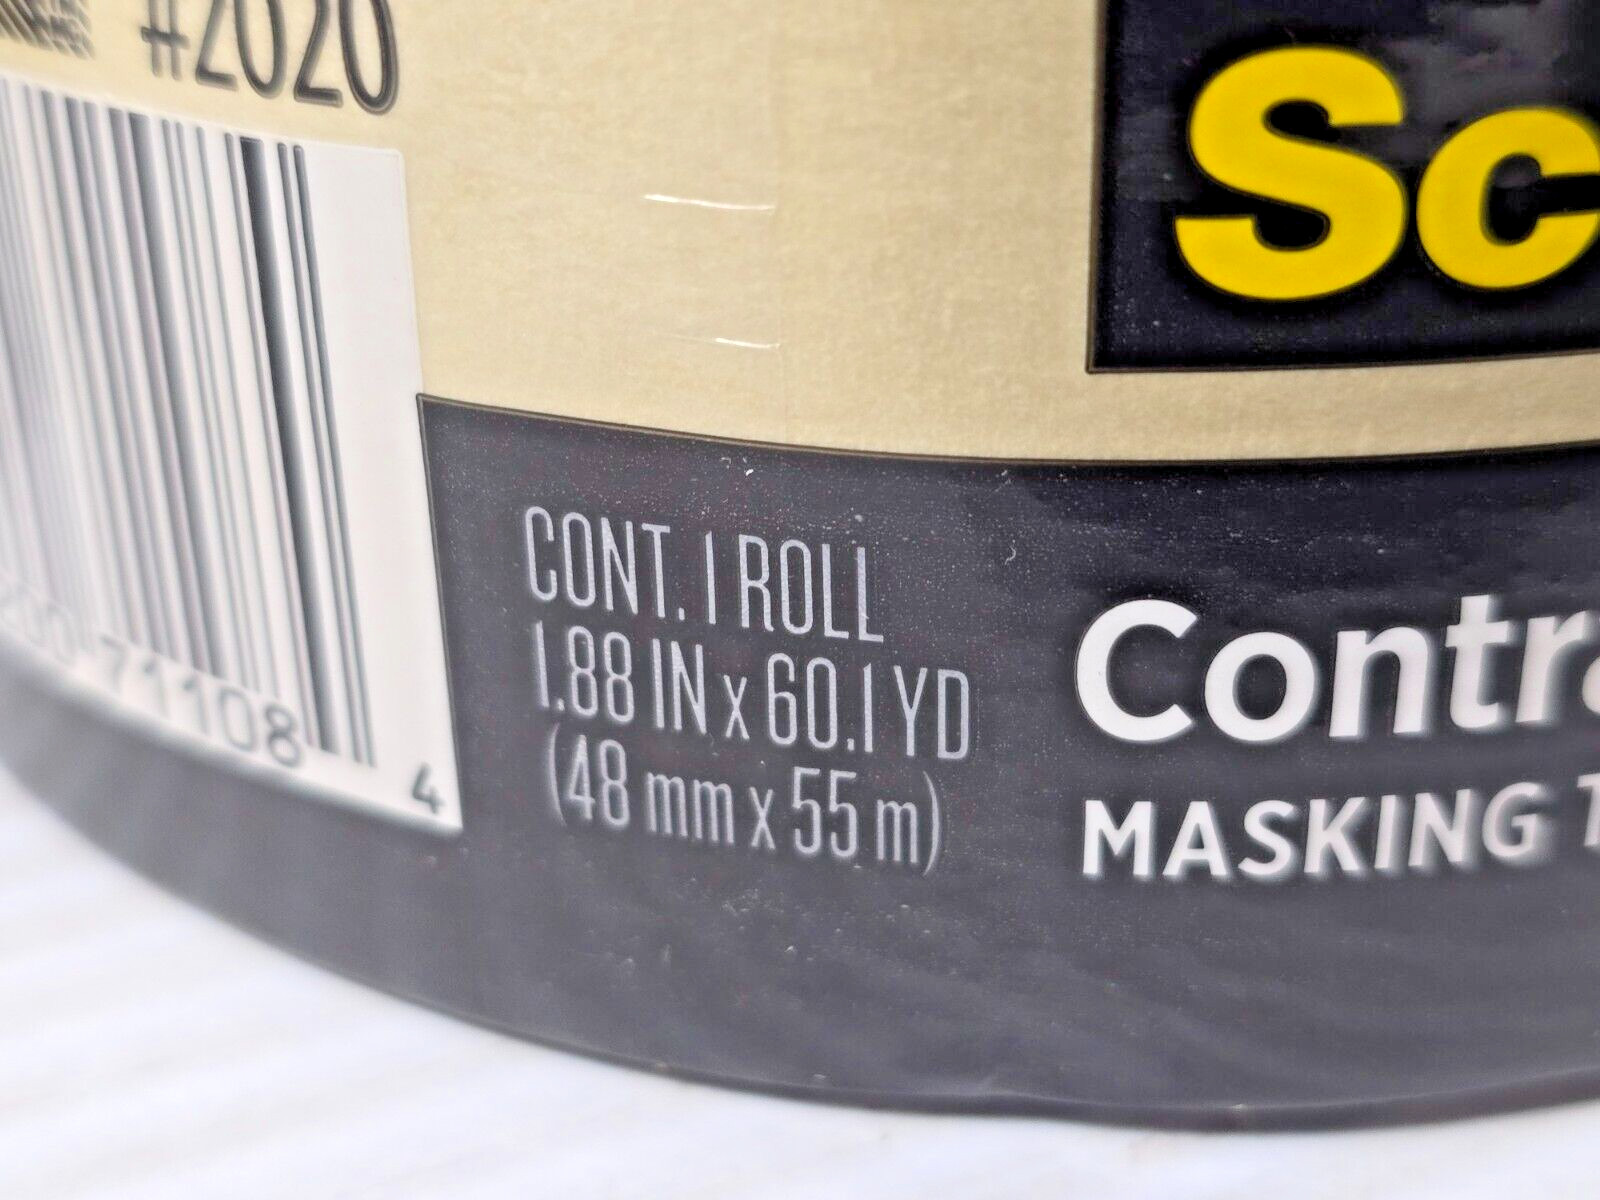 #2020
Sc
71108
4
CONT. 1 ROLL
1.88 IN x 60.1 YD
(48 mm x 55 m)
Contra
MASKING T